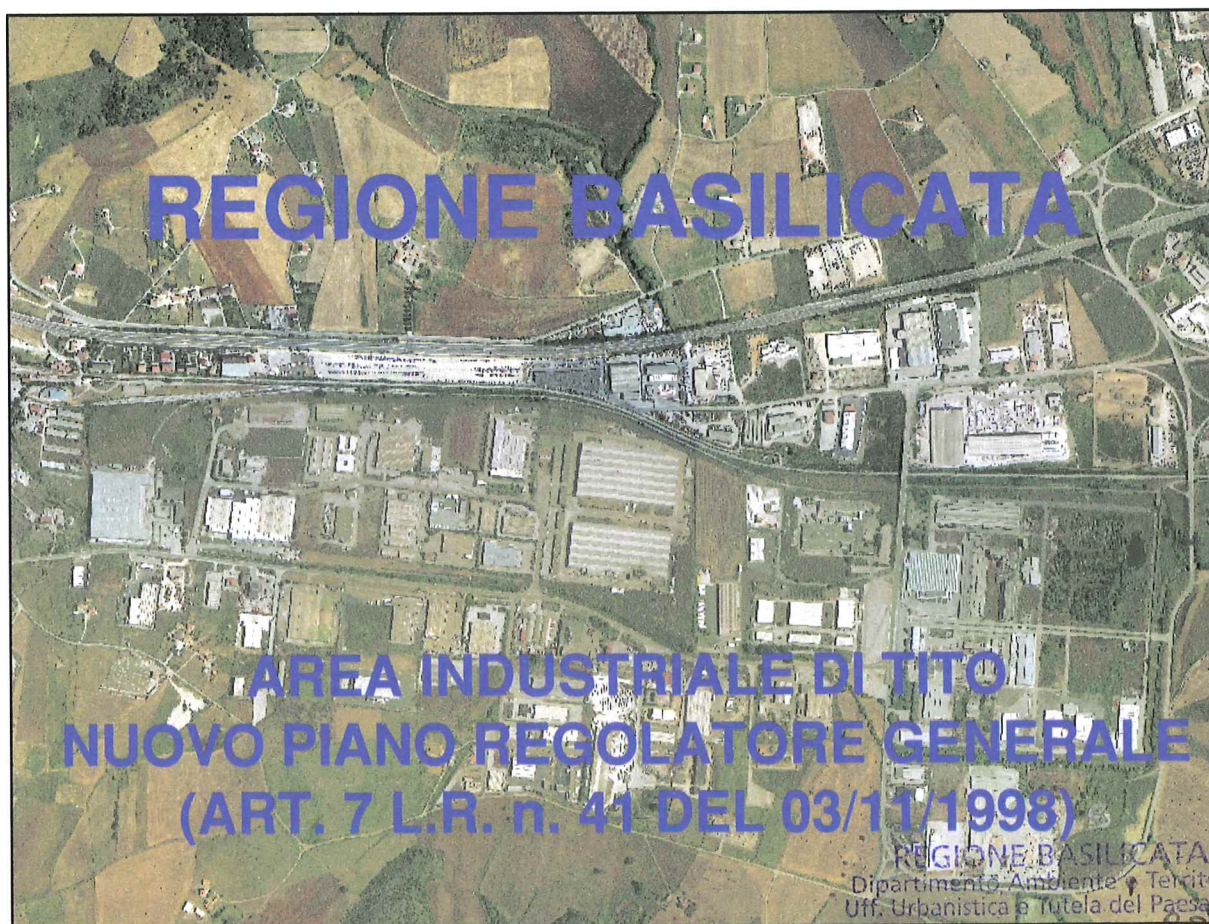 REGIONE BASILICATA
AREA INDUSTRIALE DI TITO
NUOVO PIANO REGOLATORE GENERALE
(ART. 7 L.R. n. 41 DEL 03/11/1998)
REGIONE BASILICATA
Dipartimento Ambiente e Territ
Uff. Urbanistica e Tutela del Paesa